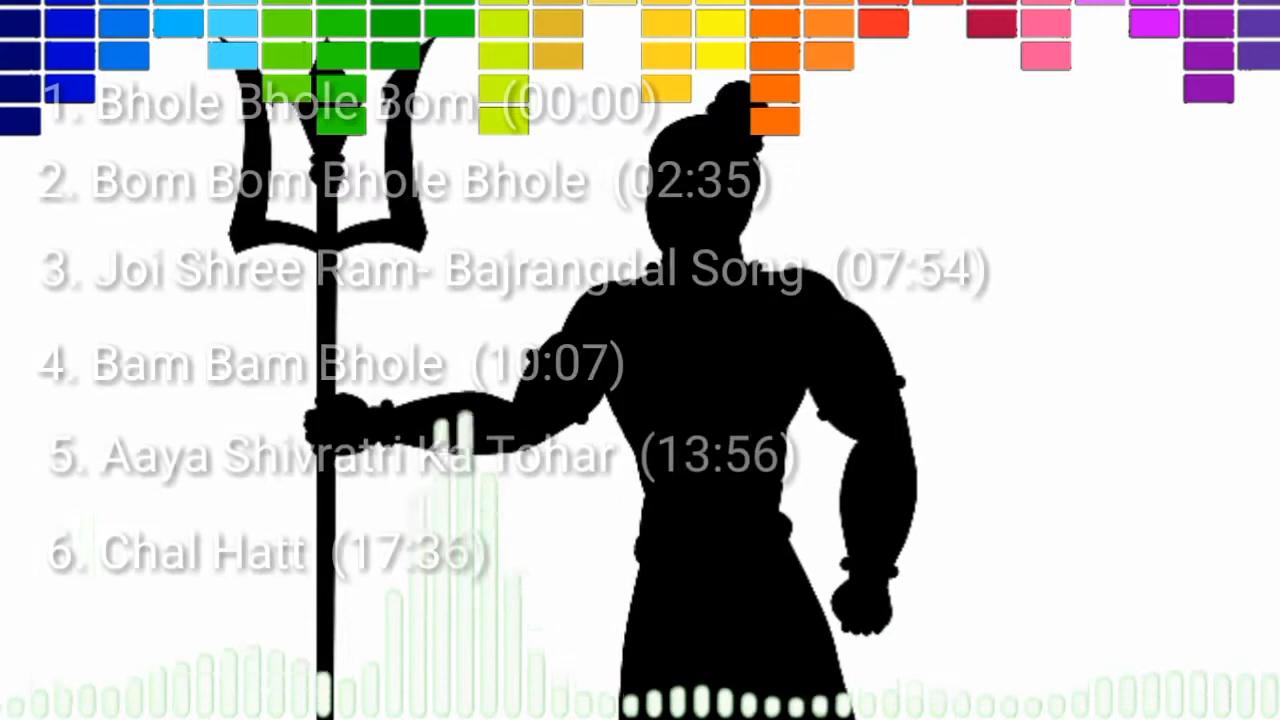 1. Bhole Bhole Bom (00:00)
2. Bom Bom Bhole Bhole (02:35)
3. Joi Shree Ram- Bajrangdal Song (07:54)
4. Bam Bam Bhole (10:07)
5. Aaya Shivratri Ka Tohar (13:56)
6. Chal Hatt (17:36)